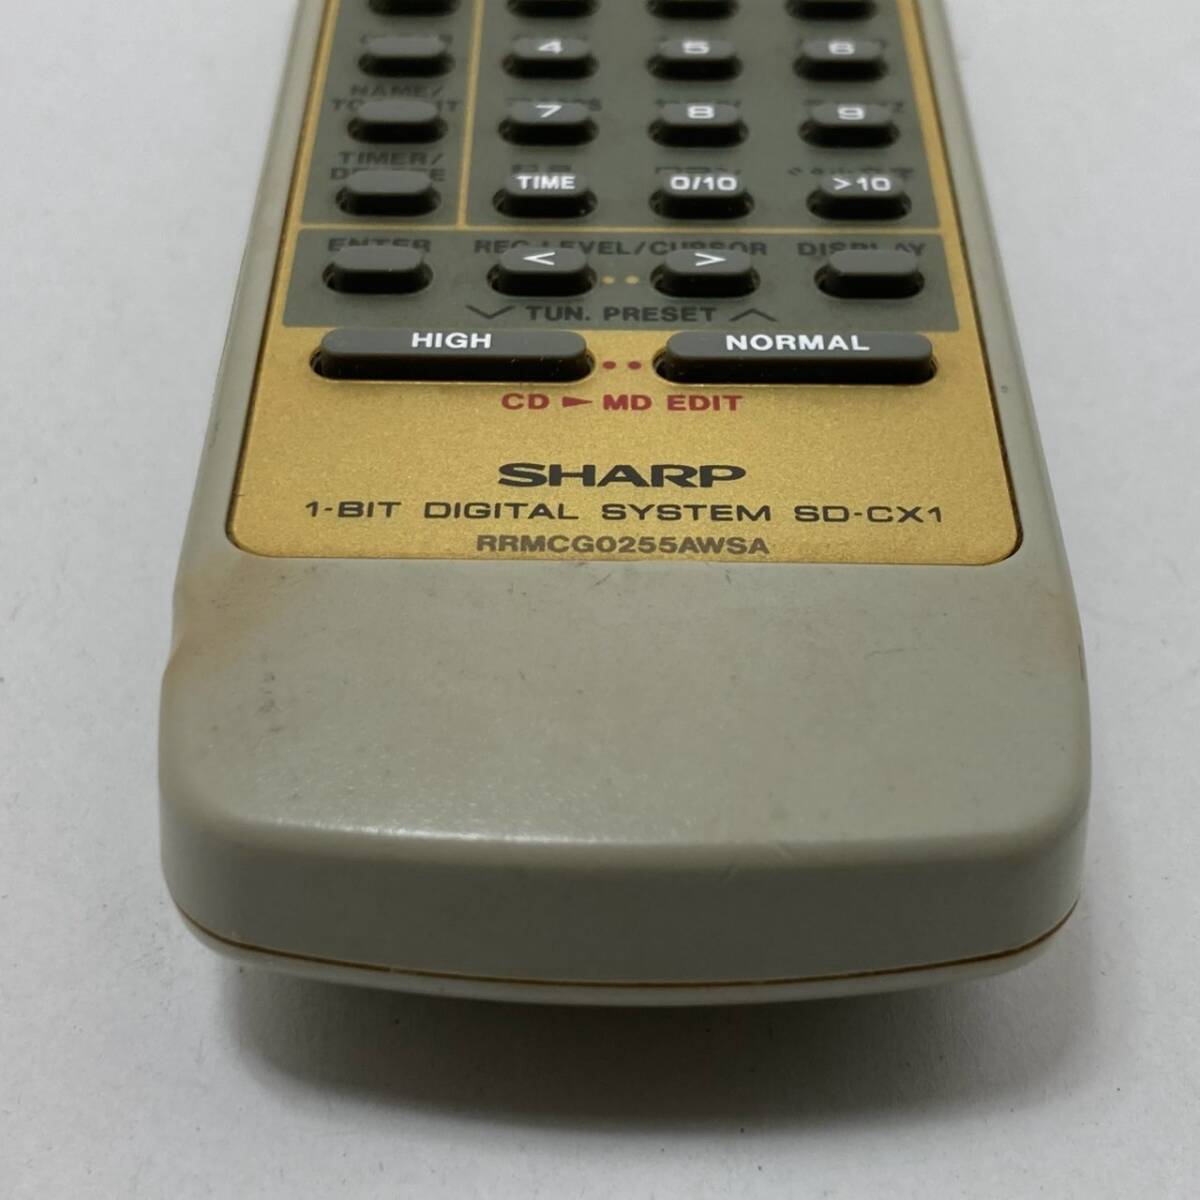 4 5 6
NAME/
7 8 9
TIMER/
TIME 0/10 >10
ENTER REC LEVEL/CURSOR DISPLAY
< >
TUN. PRESET
HIGH NORMAL
CD ► MD EDIT
SHARP
1-BIT DIGITAL SYSTEM SD-CX1
RRMCG0255AWSA